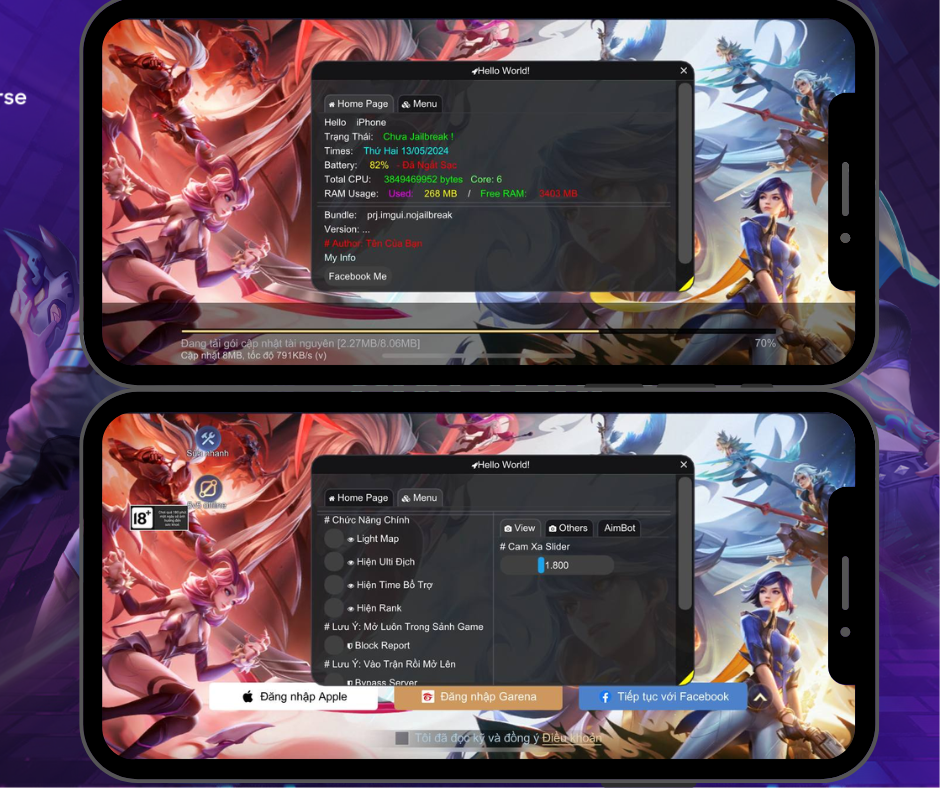 rse
Hello World!
Home Page Menu
Hello iPhone
Trạng Thái: Chưa Jailbreak !
Times: Thứ Hai 13/05/2024
Battery: 82% - Đã Ngắt Sạc
Total CPU: 3849469952 bytes Core: 6
RAM Usage: Used: 268 MB / Free RAM: 3403 MB
Bundle: prj.imgui.nojailbreak
Version: ...
# Author: Tên Của Bạn
My Info
Facebook Me
Đang tải gói cập nhật tài nguyên [2.27MB/8.06MB] 70%
Cập nhật 8MB, tốc độ 791KB/s (v)
Sửa nhanh
18+
Hello World!
Home Page Menu
# Chức Năng Chính
Light Map
Hiện Ulti Địch
Hiện Time Bổ Trợ
Hiện Rank
# Lưu Ý: Mở Luôn Trong Sảnh Game
Block Report
# Lưu Ý: Vào Trận Rồi Mở Lên
Bypass Server
View Others AimBot
# Cam Xa Slider
1.800
Đăng nhập Apple
Đăng nhập Garena
Tiếp tục với Facebook
Tôi đã đọc kỹ và đồng ý Điều khoản